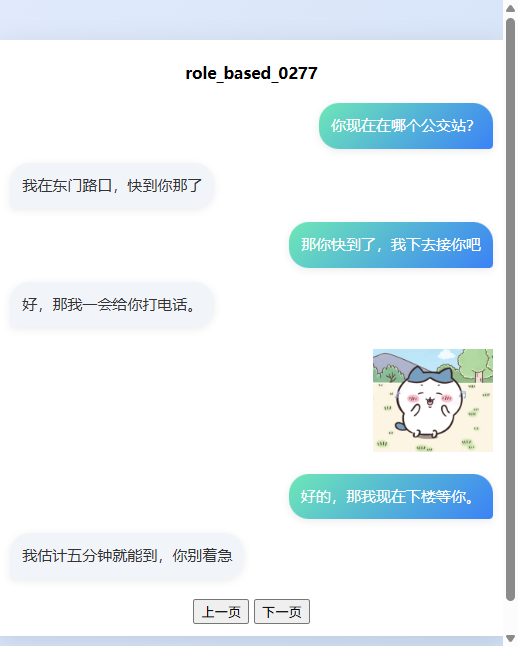 role_based_0277
你现在在哪个公交站？
我在东门路口，快到你那了
那你快到了，我下去接你吧
好，那我一会给你打电话。
好的，那我现在下楼等你。
我估计五分钟就能到，你别着急
上一页 下一页